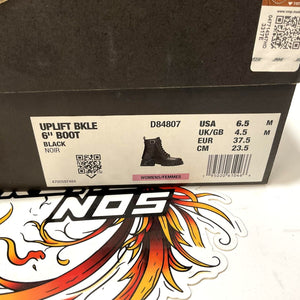 UPLIFT BKLE
6" BOOT
BLACK
NOIR
D84807
WOMENS/FEMMES
USA 6.5 M
UK/GB 4.5 M
EUR 37.5
CM 23.5
NOS